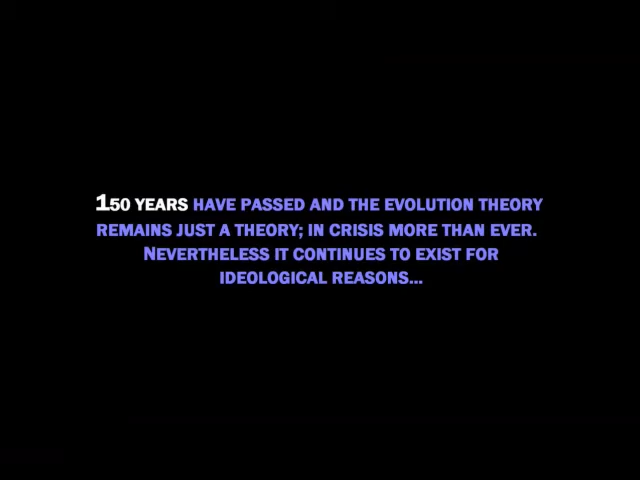 150 YEARS HAVE PASSED AND THE EVOLUTION THEORY
REMAINS JUST A THEORY; IN CRISIS MORE THAN EVER.
NEVERTHELESS IT CONTINUES TO EXIST FOR
IDEOLOGICAL REASONS...